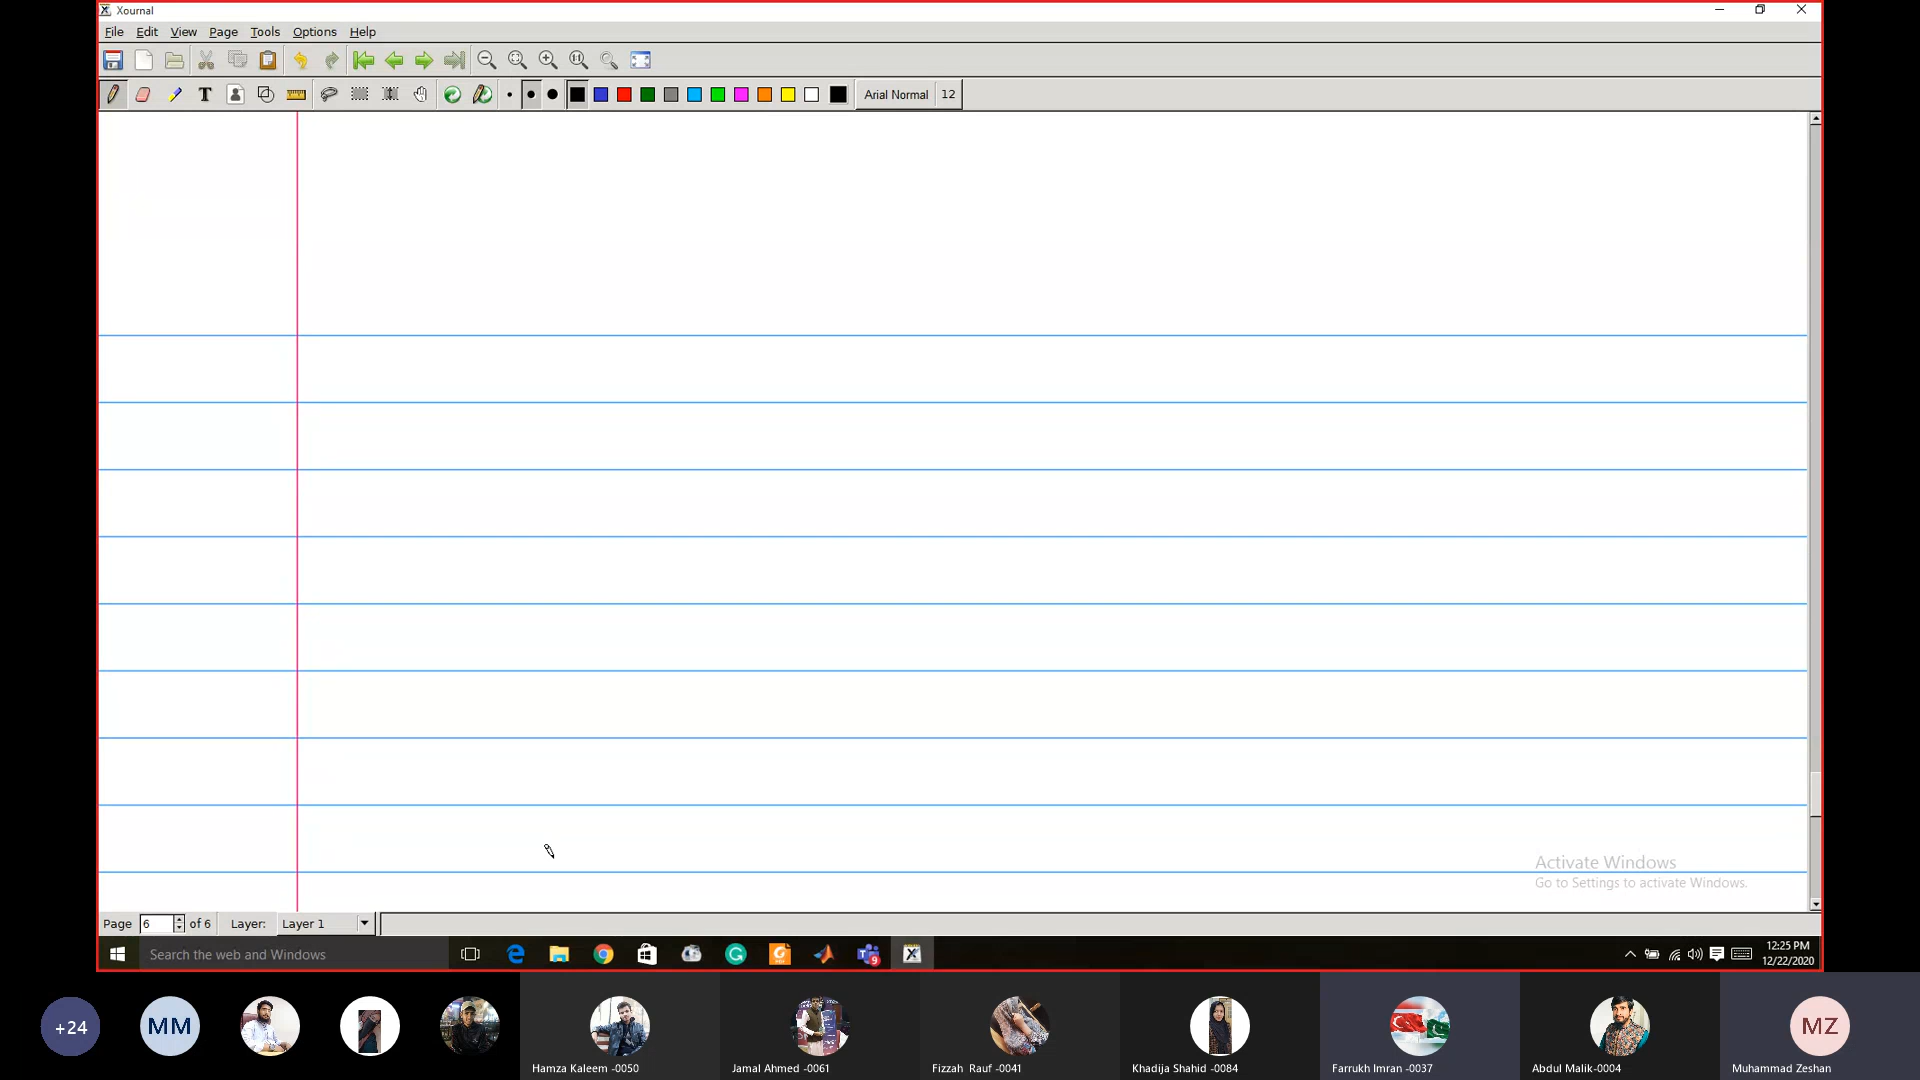 Xournal
File Edit View Page Tools Options Help
T Arial Normal 12
Activate Windows
Go to Settings to activate Windows.
Page 6 of 6 Layer: Layer 1
Search the web and Windows
12:25 PM
12/22/2020
+24 MM MZ
Hamza Kaleem -0050 Jamal Ahmed -0061 Fizzah Rauf -0041 Khadija Shahid -0084 Farrukh Imran -0037 Abdul Malik-0004 Muhammad Zeshan